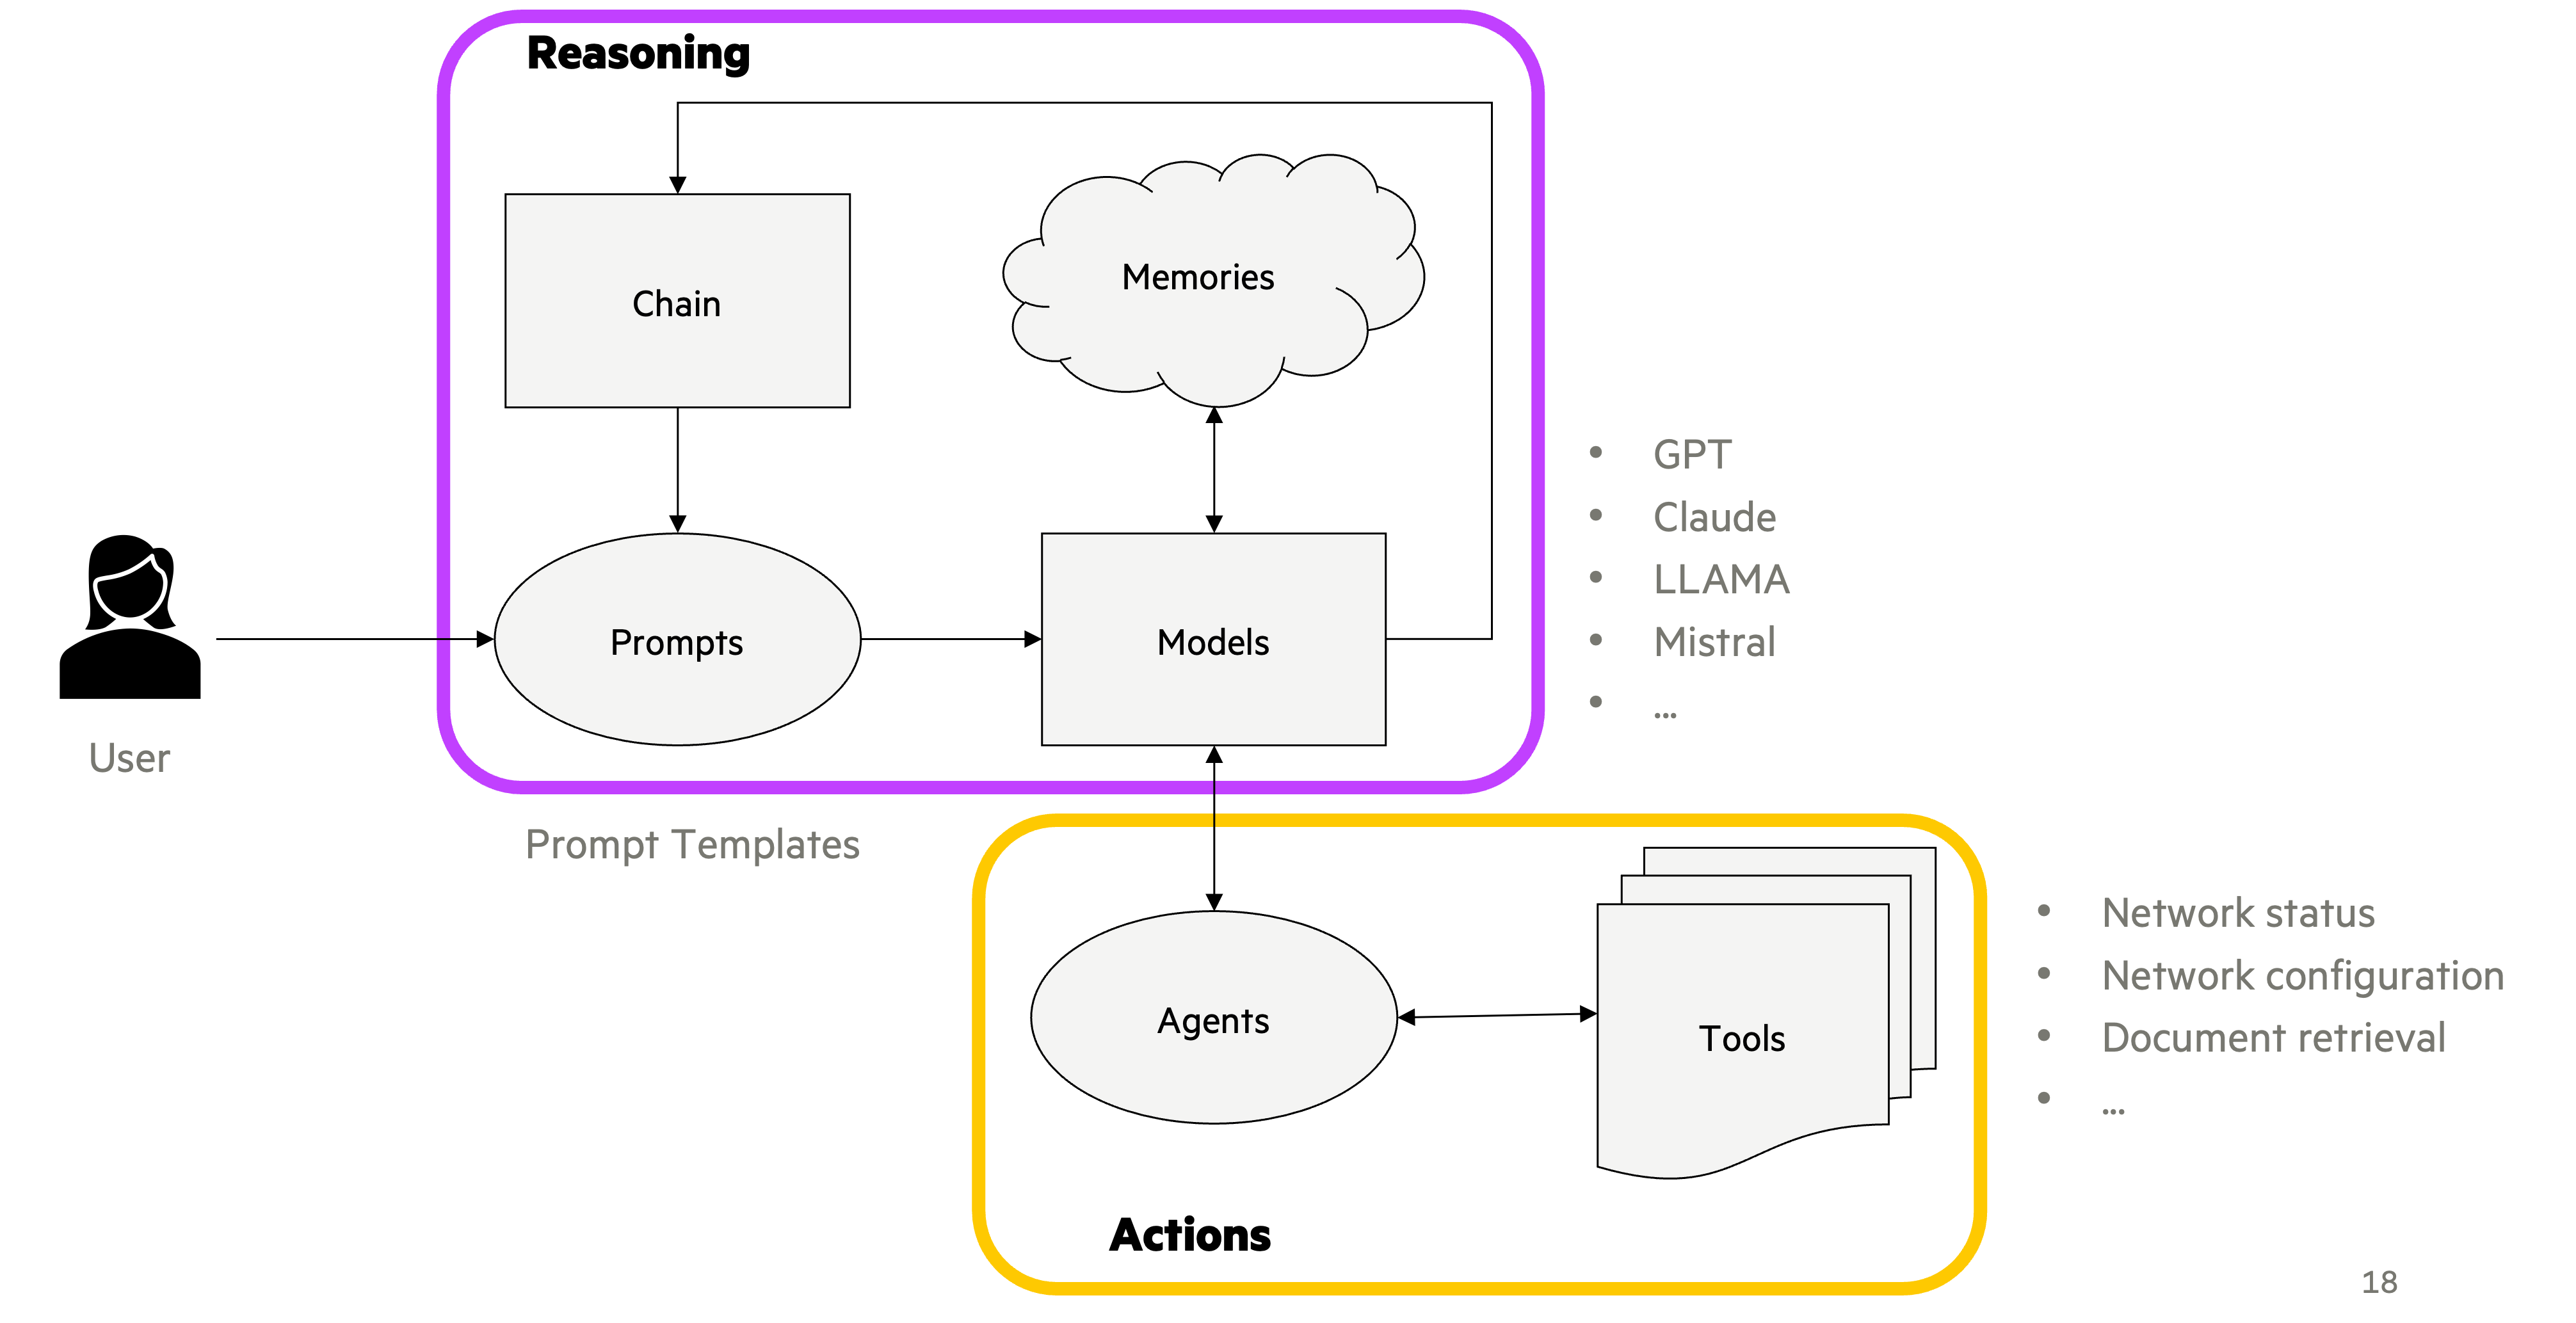 Reasoning
Chain
Memories
• GPT
• Claude
• LLAMA
• Mistral
• ...
Prompts
Models
User
Prompt Templates
Agents
Tools
• Network status
• Network configuration
• Document retrieval
• ...
Actions
18